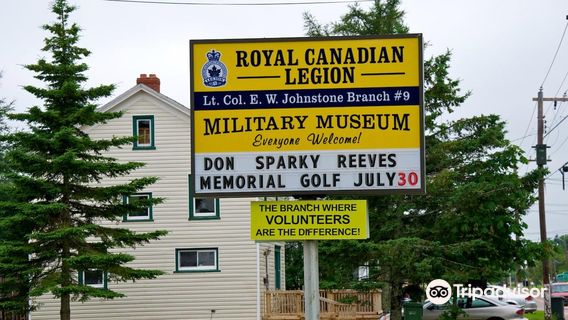 ROYAL CANADIAN
LEGION
Lt. Col. E. W. Johnstone Branch #9
MILITARY MUSEUM
Everyone Welcome!
DON SPARKY REEVES
MEMORIAL GOLF JULY 30
THE BRANCH WHERE
VOLUNTEERS
ARE THE DIFFERENCE!
Tripadvisor